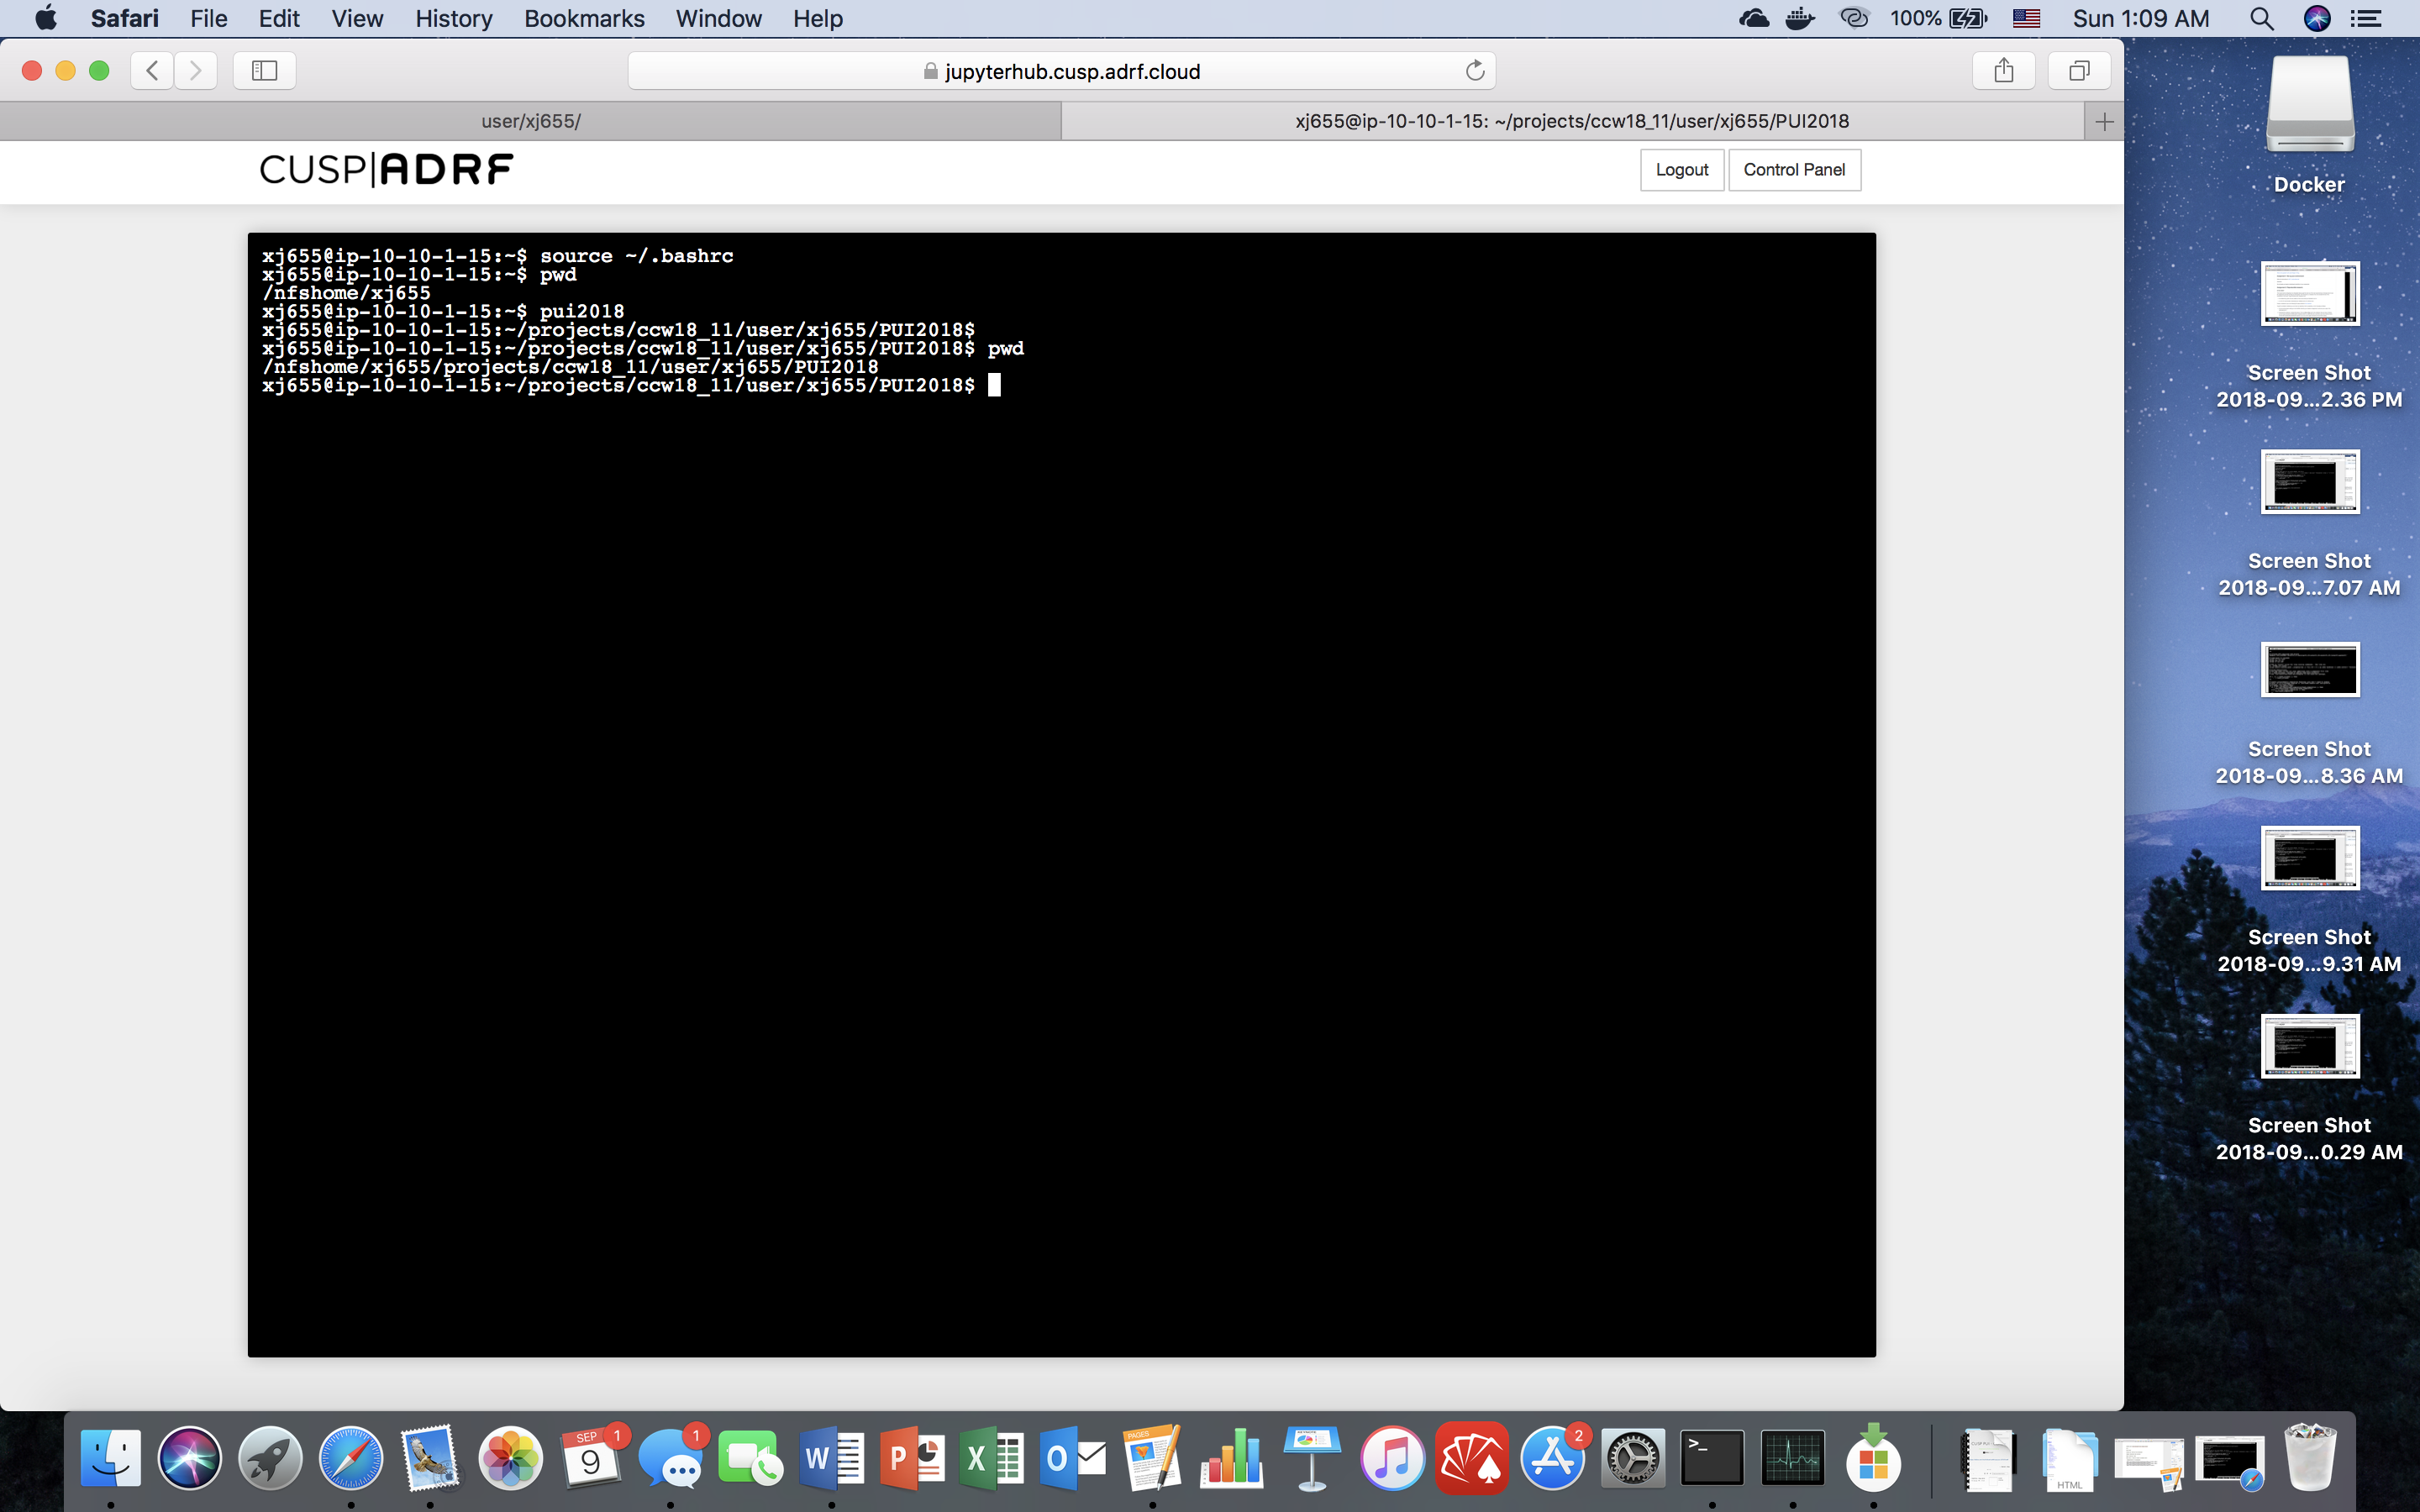 Safari File Edit View History Bookmarks Window Help 100% Sun 1:09 AM
jupyterhub.cusp.adrf.cloud
user/xj655/
xj655@ip-10-10-1-15: ~/projects/ccw18_11/user/xj655/PUI2018
CUSP|ADRF
Logout
Control Panel
xj655@ip-10-10-1-15:~$ source ~/.bashrc
xj655@ip-10-10-1-15:~$ pwd
/nfshome/xj655
xj655@ip-10-10-1-15:~$ pui2018
xj655@ip-10-10-1-15:~/projects/ccw18_11/user/xj655/PUI2018$
xj655@ip-10-10-1-15:~/projects/ccw18_11/user/xj655/PUI2018$ pwd
/nfshome/xj655/projects/ccw18_11/user/xj655/PUI2018
xj655@ip-10-10-1-15:~/projects/ccw18_11/user/xj655/PUI2018$
Docker
Screen Shot
2018-09...2.36 PM
Screen Shot
2018-09...7.07 AM
Screen Shot
2018-09...8.36 AM
Screen Shot
2018-09...9.31 AM
Screen Shot
2018-09...0.29 AM
SEP
9
1
1
W
P
X
O
PAGES
2
>_
HTML